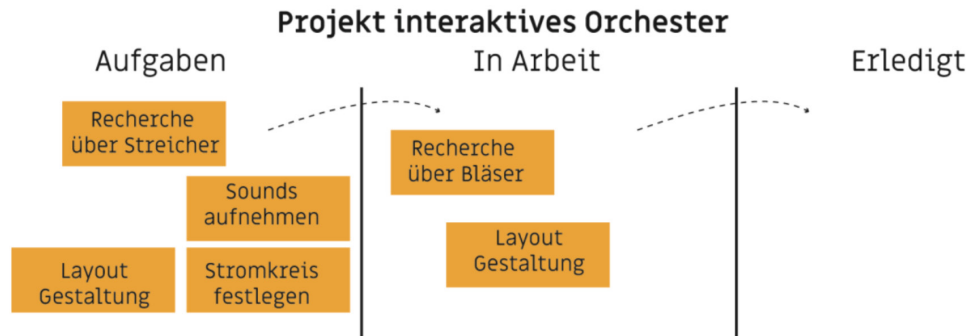 Projekt interaktives Orchester
Aufgaben
In Arbeit
Erledigt
Recherche
über Streicher
Sounds
aufnehmen
Layout
Gestaltung
Stromkreis
festlegen
Recherche
über Bläser
Layout
Gestaltung